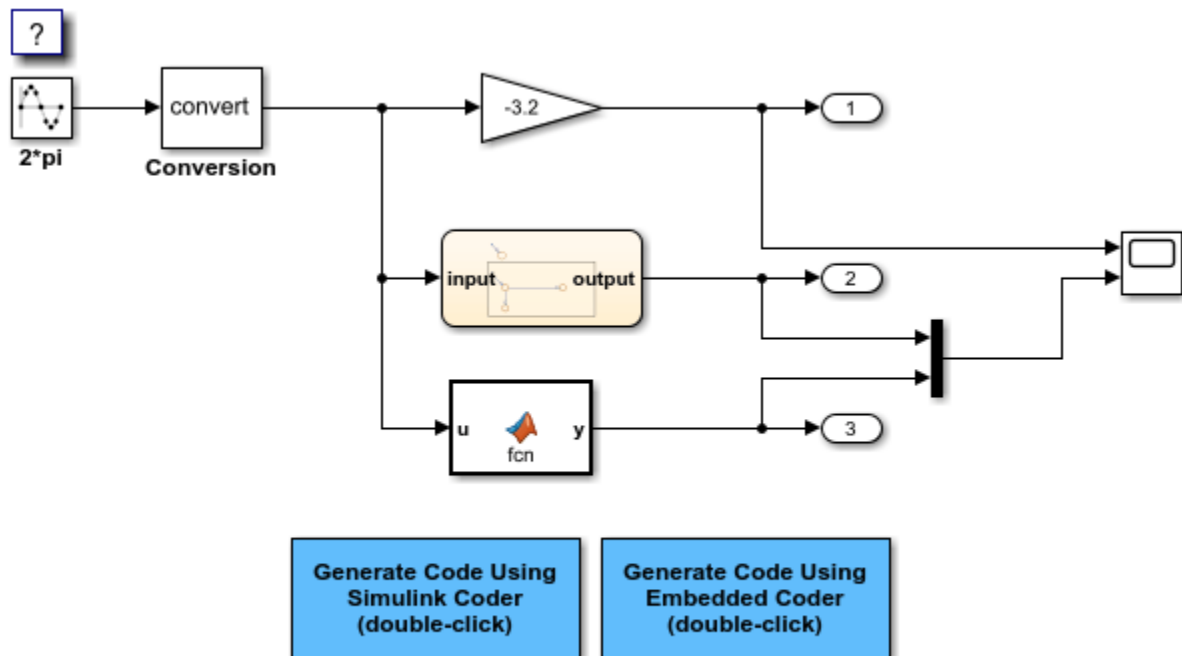 ?
2*pi
convert
Conversion
-3.2
1
input
output
2
u
fcn
y
3
Generate Code Using
Simulink Coder
(double-click)
Generate Code Using
Embedded Coder
(double-click)